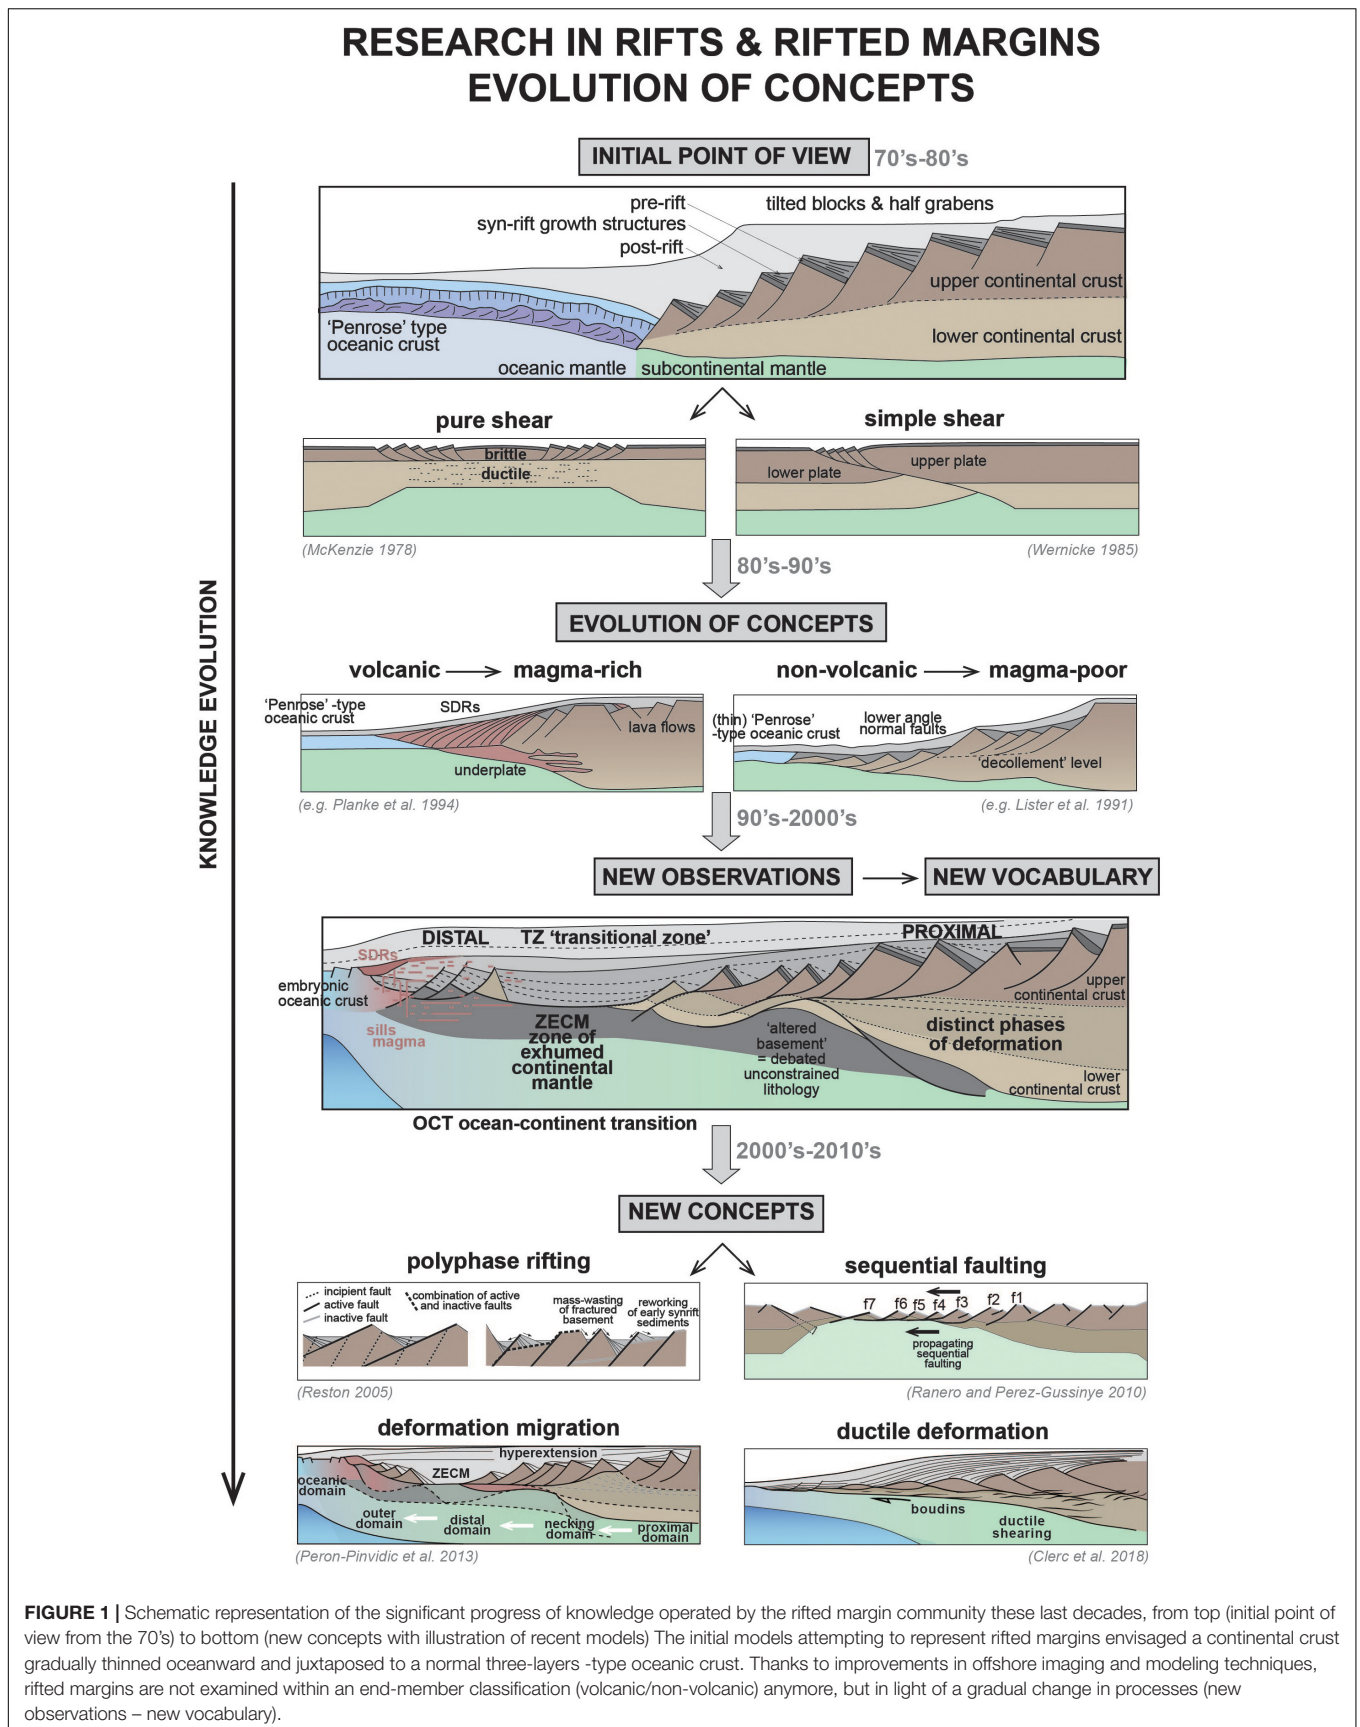 RESEARCH IN RIFTS & RIFTED MARGINS
EVOLUTION OF CONCEPTS
INITIAL POINT OF VIEW
70's-80's
pre-rift
tilted blocks & half grabens
syn-rift growth structures
post-rift
upper continental crust
'Penrose' type
oceanic crust
lower continental crust
oceanic mantle
subcontinental mantle
pure shear
simple shear
brittle
ductile
lower plate
upper plate
(McKenzie 1978)
(Wernicke 1985)
80's-90's
KNOWLEDGE EVOLUTION
EVOLUTION OF CONCEPTS
volcanic
magma-rich
non-volcanic
magma-poor
'Penrose' -type
oceanic crust
SDRs
lava flows
underplate
(thin) 'Penrose'
-type oceanic crust
lower angle
normal faults
'decollement' level
(e.g. Planke et al. 1994)
(e.g. Lister et al. 1991)
90's-2000's
NEW OBSERVATIONS
NEW VOCABULARY
DISTAL
TZ 'transitional zone'
PROXIMAL
SDRs
embryonic
oceanic crust
sills
magma
ZECM
zone of
exhumed
continental
mantle
'altered
basement'
= debated
unconstrained
lithology
upper
continental crust
distinct phases
of deformation
lower
continental crust
OCT ocean-continent transition
2000's-2010's
NEW CONCEPTS
polyphase rifting
sequential faulting
incipient fault
active fault
inactive fault
combination of active
and inactive faults
mass-wasting
of fractured
basement
reworking
of early synrift
sediments
f7
f6
f5
f4
f3
f2
f1
propagating
sequential
faulting
(Reston 2005)
(Ranero and Perez-Gussinye 2010)
deformation migration
ductile deformation
hyperextension
ZECM
oceanic
domain
outer
domain
distal
domain
necking
domain
proximal
domain
boudins
ductile
shearing
(Peron-Pinvidic et al. 2013)
(Clerc et al. 2018)
FIGURE 1 | Schematic representation of the significant progress of knowledge operated by the rifted margin community these last decades, from top (initial point of
view from the 70's) to bottom (new concepts with illustration of recent models) The initial models attempting to represent rifted margins envisaged a continental crust
gradually thinned oceanward and juxtaposed to a normal three-layers -type oceanic crust. Thanks to improvements in offshore imaging and modeling techniques,
rifted margins are not examined within an end-member classification (volcanic/non-volcanic) anymore, but in light of a gradual change in processes (new
observations – new vocabulary).